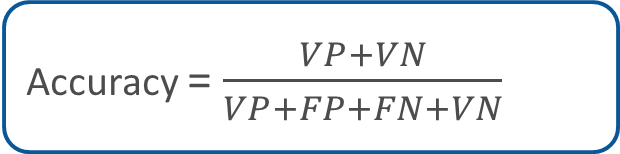 Accuracy = VP+VN / VP+FP+FN+VN